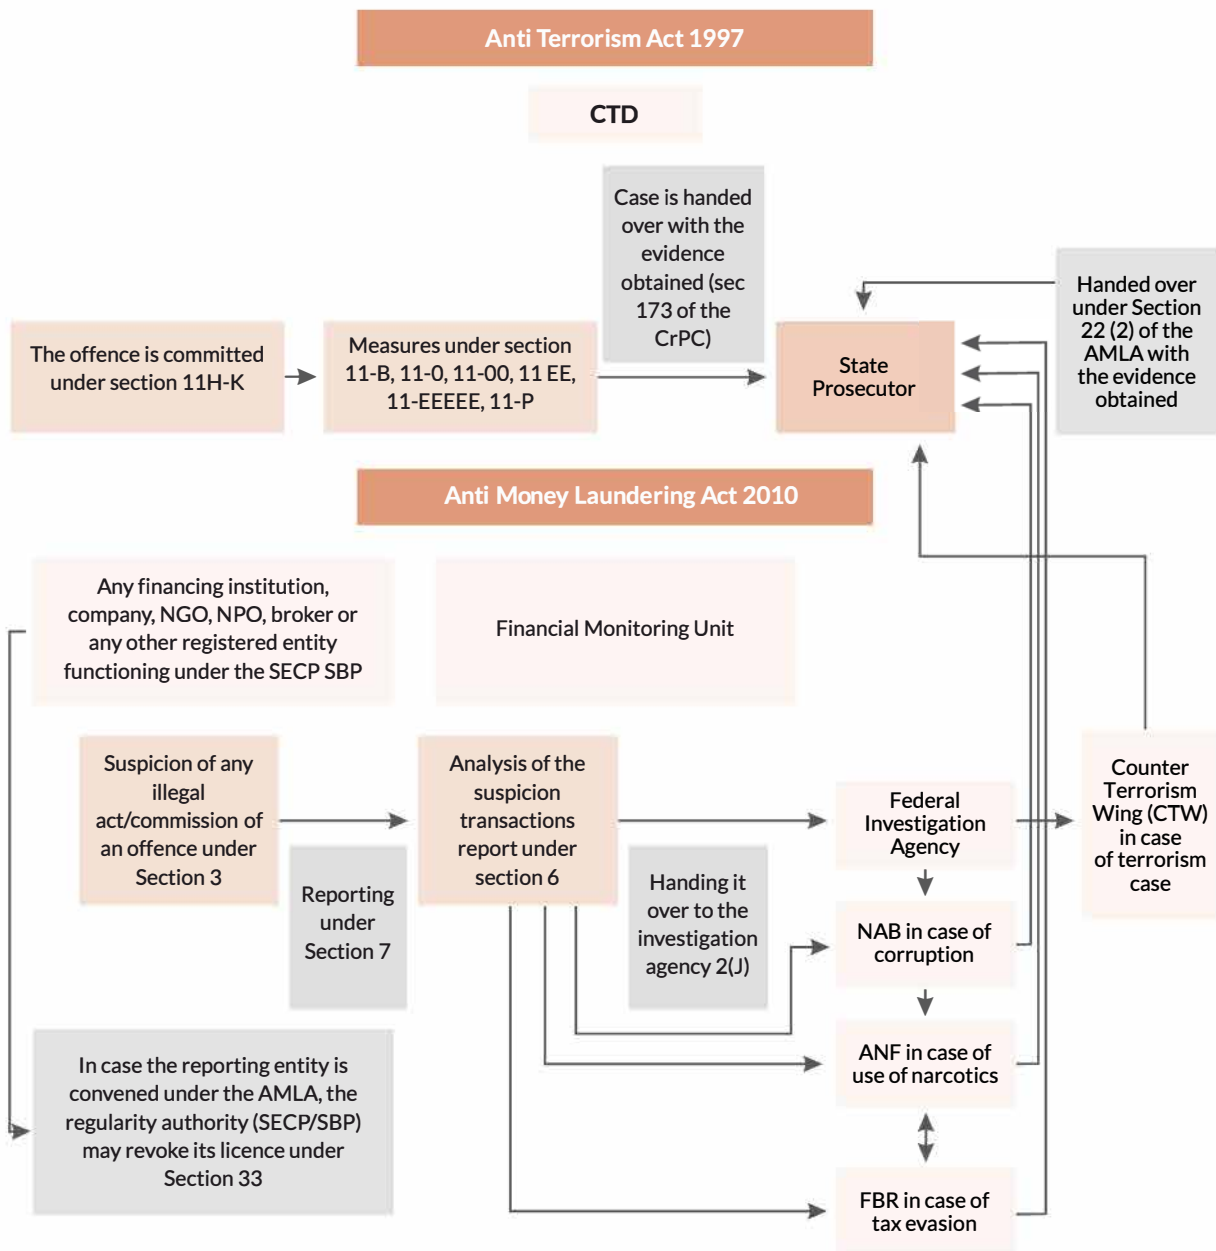 Anti Terrorism Act 1997
CTD
Case is handed
over with the
evidence
obtained (sec
173 of the
CrPC)
Handed over
under Section
22 (2) of the
AMLA with
the evidence
obtained
The offence is committed
under section 11H-K
Measures under section
11-B, 11-0, 11-00, 11 EE,
11-EEEEE, 11-P
State
Prosecutor
Anti Money Laundering Act 2010
Any financing institution,
company, NGO, NPO, broker or
any other registered entity
functioning under the SECP SBP
Financial Monitoring Unit
Suspicion of any
illegal
act/commission of
an offence under
Section 3
Reporting
under
Section 7
Analysis of the
suspicion
transactions
report under
section 6
Handing it
over to the
investigation
agency 2(J)
Federal
Investigation
Agency
Counter
Terrorism
Wing (CTW)
in case
of terrorism
case
NAB in case of
corruption
ANF in case of
use of narcotics
FBR in case of
tax evasion
In case the reporting entity is
convened under the AMLA, the
regularity authority (SECP/SBP)
may revoke its licence under
Section 33